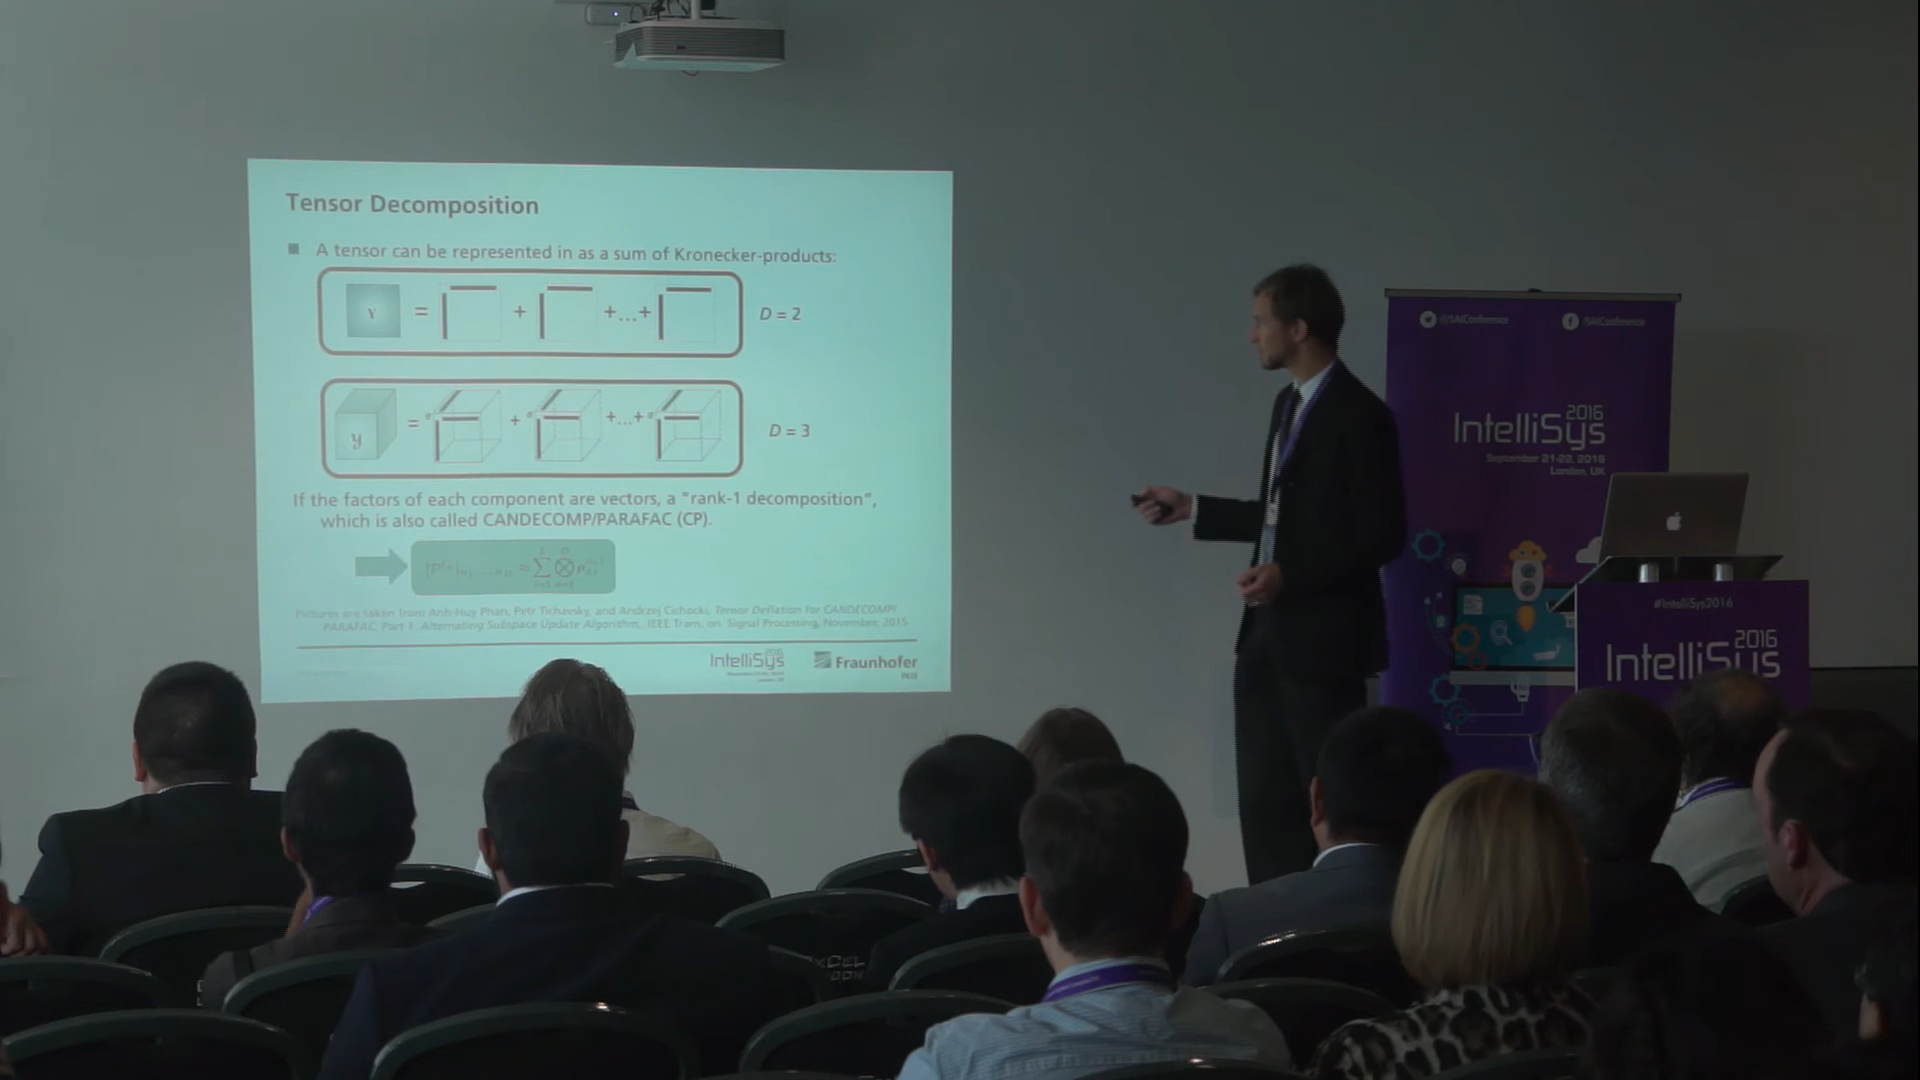 Tensor Decomposition
■ A tensor can be represented in as a sum of Kronecker-products:
Y = + +...+ D = 2
y = + +...+ D = 3
If the factors of each component are vectors, a "rank-1 decomposition",
which is also called CANDECOMP/PARAFAC (CP).
Pictures are taken from Anh-Huy Phan, Petr Tichavsky, and Andrzej Cichocki, Tensor Deflation for CANDECOMP/
PARAFAC, Part 1: Alternating Subspace Update Algorithm, IEEE Tram. on Signal Processing, November, 2015
IntelliSys 2016
Fraunhofer
FKIE
@SAIConference
/SAIConference
IntelliSys 2016
September 21-22, 2016
London, UK
#IntelliSys2016
IntelliSys 2016
EXCEL